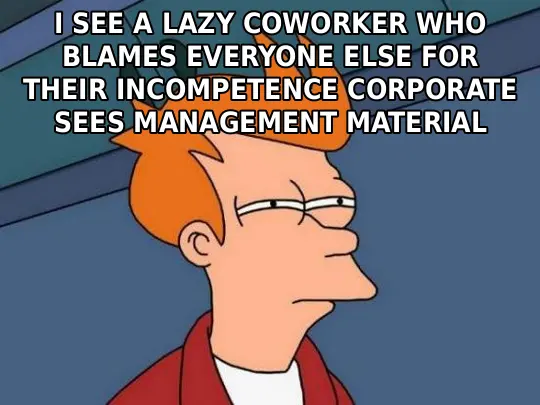 I SEE A LAZY COWORKER WHO
BLAMES EVERYONE ELSE FOR
THEIR INCOMPETENCE CORPORATE
SEES MANAGEMENT MATERIAL